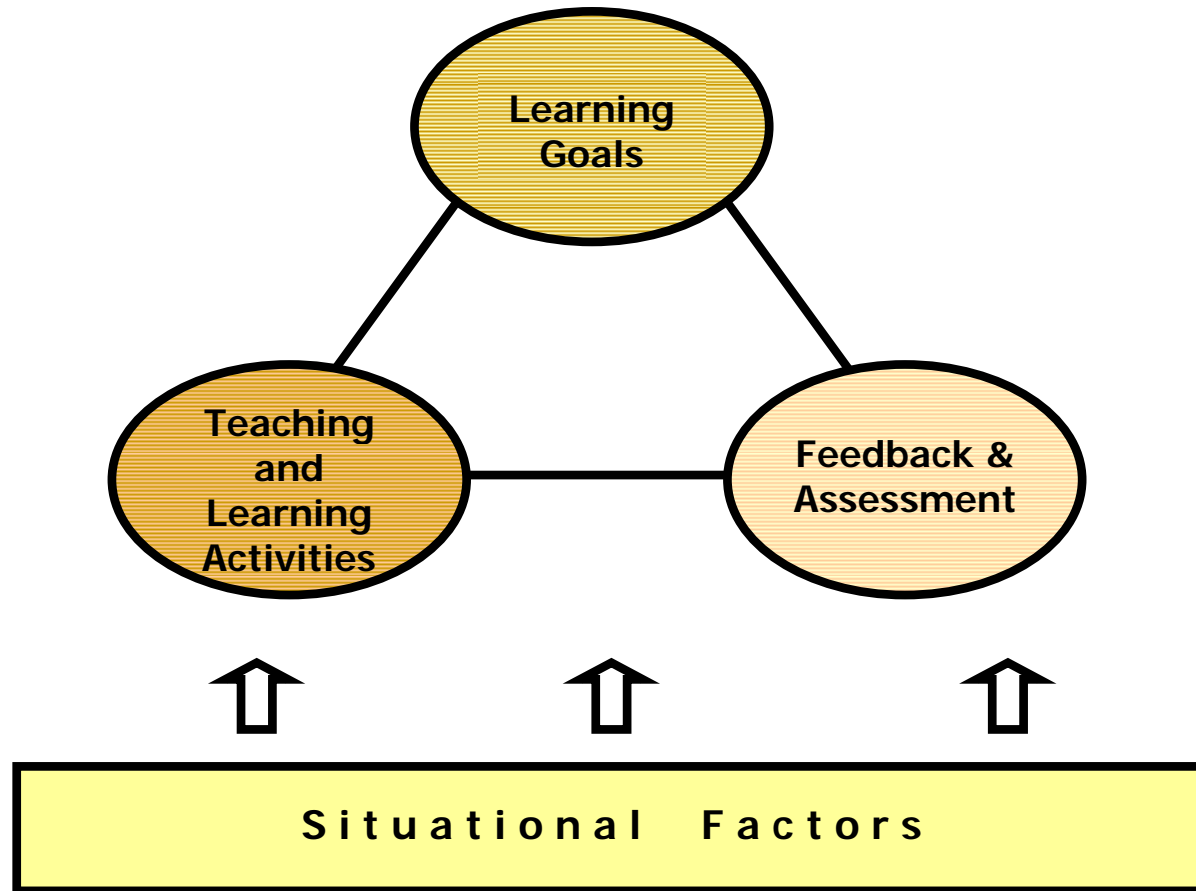 Learning
Goals
Teaching
and
Learning
Activities
Feedback &
Assessment
Situational Factors